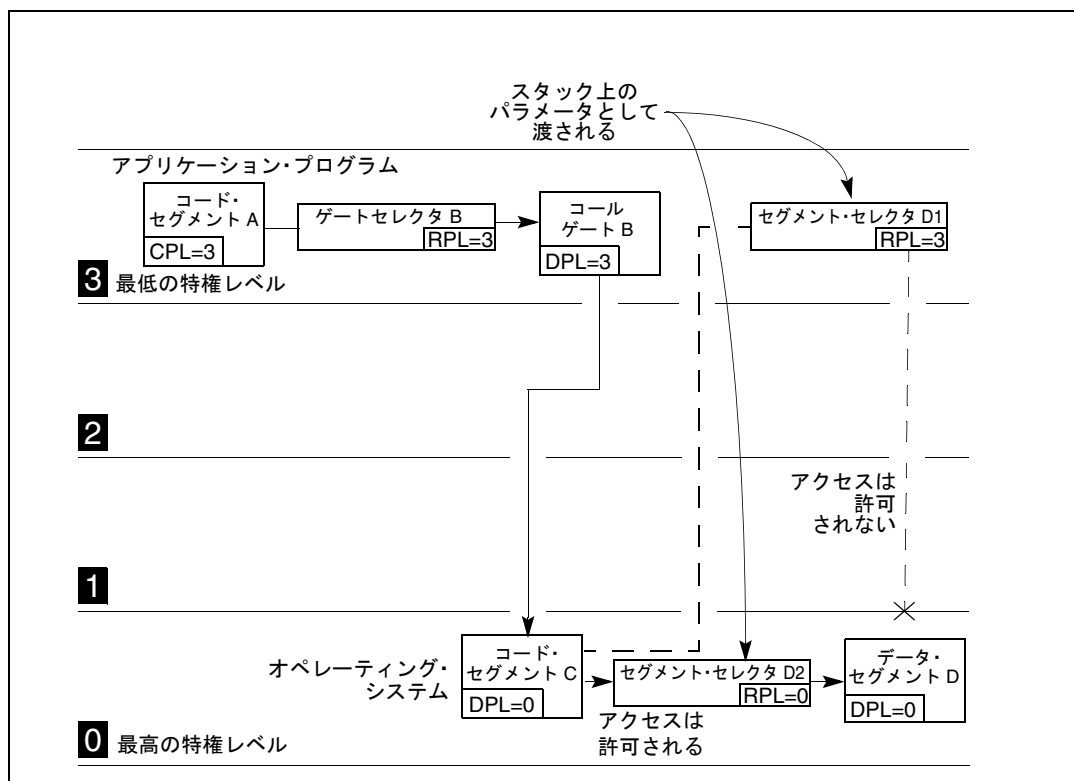 スタック上の
パラメータとして
渡される
アプリケーション・プログラム
コード・
セグメント A
CPL=3
ゲートセレクタ B
RPL=3
コール
ゲート B
DPL=3
セグメント・セレクタ D1
RPL=3
3 最低の特権レベル
2
アクセスは
許可
されない
1
オペレーティング・
システム
コード・
セグメント C
DPL=0
セグメント・セレクタ D2
RPL=0
アクセスは
許可される
データ・
セグメント D
DPL=0
0 最高の特権レベル